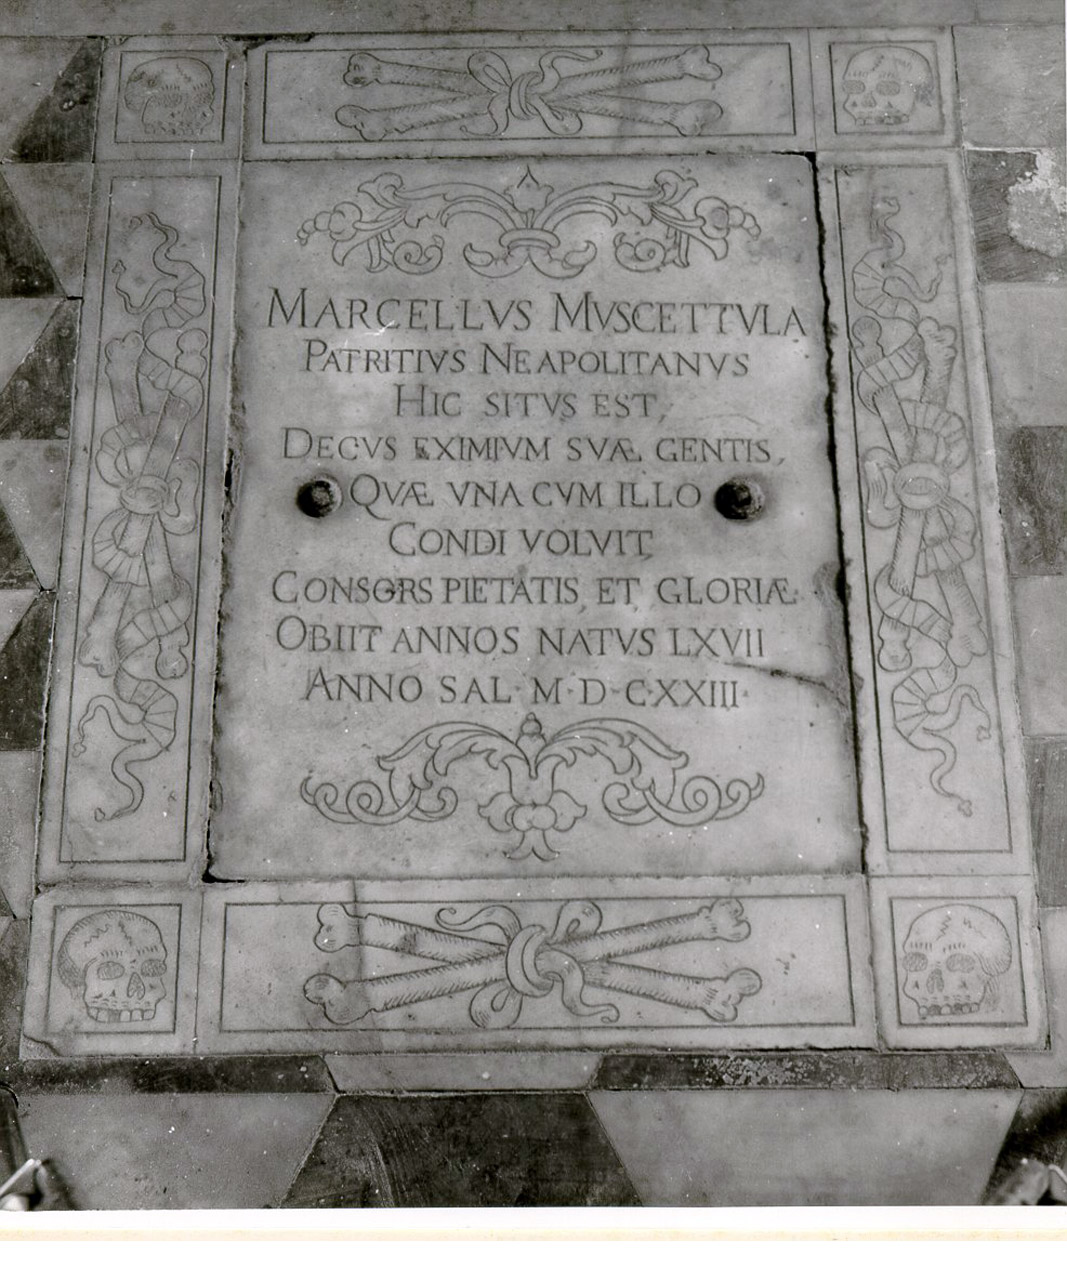 MARCELLVS MVSCETTVLA
PATRITIVS NEAPOLITANVS
HIC SITVS EST,
DECVS EXIMIVM SVÆ GENTIS,
QVÆ VNA CVM ILLO
CONDI VOLVIT
CONSORS PIETATIS, ET GLORIÆ
OBIIT ANNOS NATVS LXVII
ANNO SAL· M·D·C·XXIII·